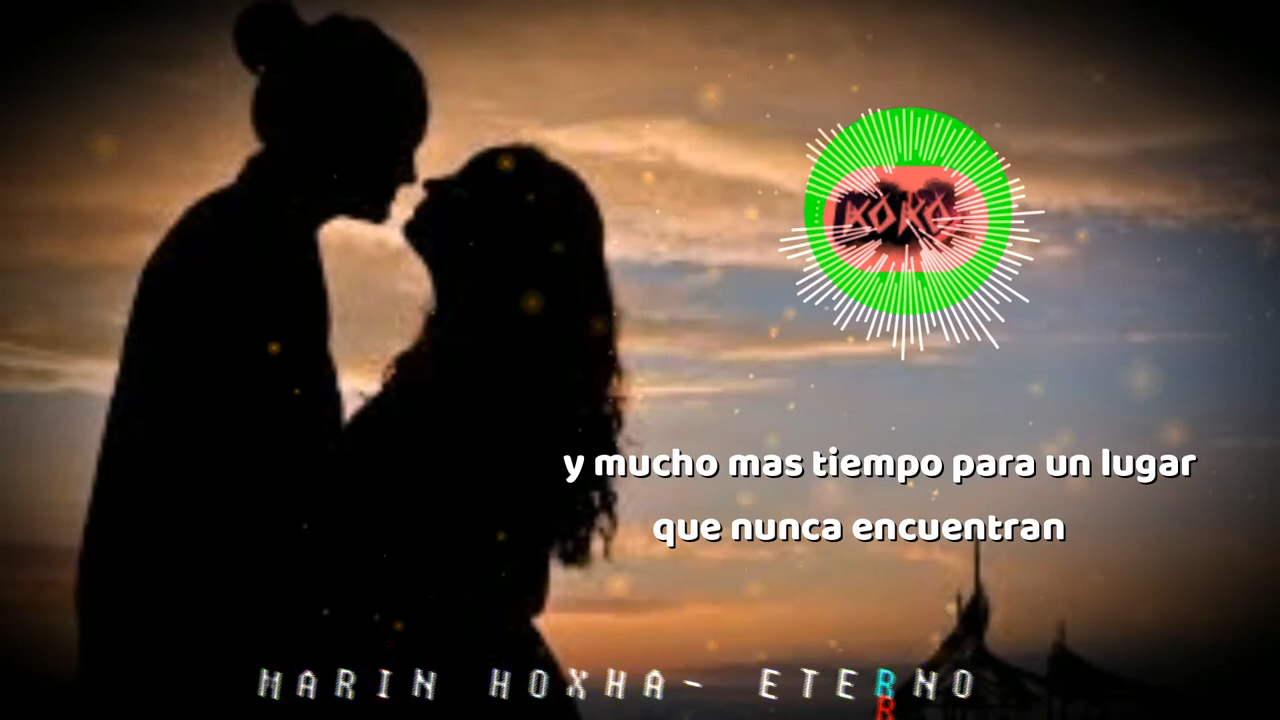 KOKO
y mucho mas tiempo para un lugar
que nunca encuentran
MARIN HOXHA- ETERNO